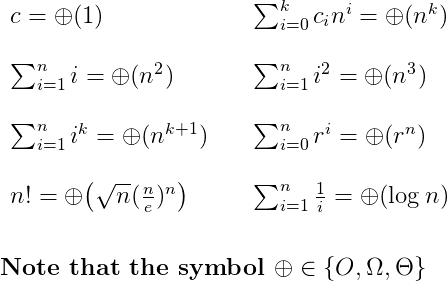 c = ⊕(1) ∑_{i=0}^{k} c_i n^i = ⊕(n^k)
∑_{i=1}^{n} i = ⊕(n^2) ∑_{i=1}^{n} i^2 = ⊕(n^3)
∑_{i=1}^{n} i^k = ⊕(n^{k+1}) ∑_{i=0}^{n} r^i = ⊕(r^n)
n! = ⊕(√n(n/e)^n) ∑_{i=1}^{n} 1/i = ⊕(log n)
Note that the symbol ⊕ ∈ {O, Ω, Θ}